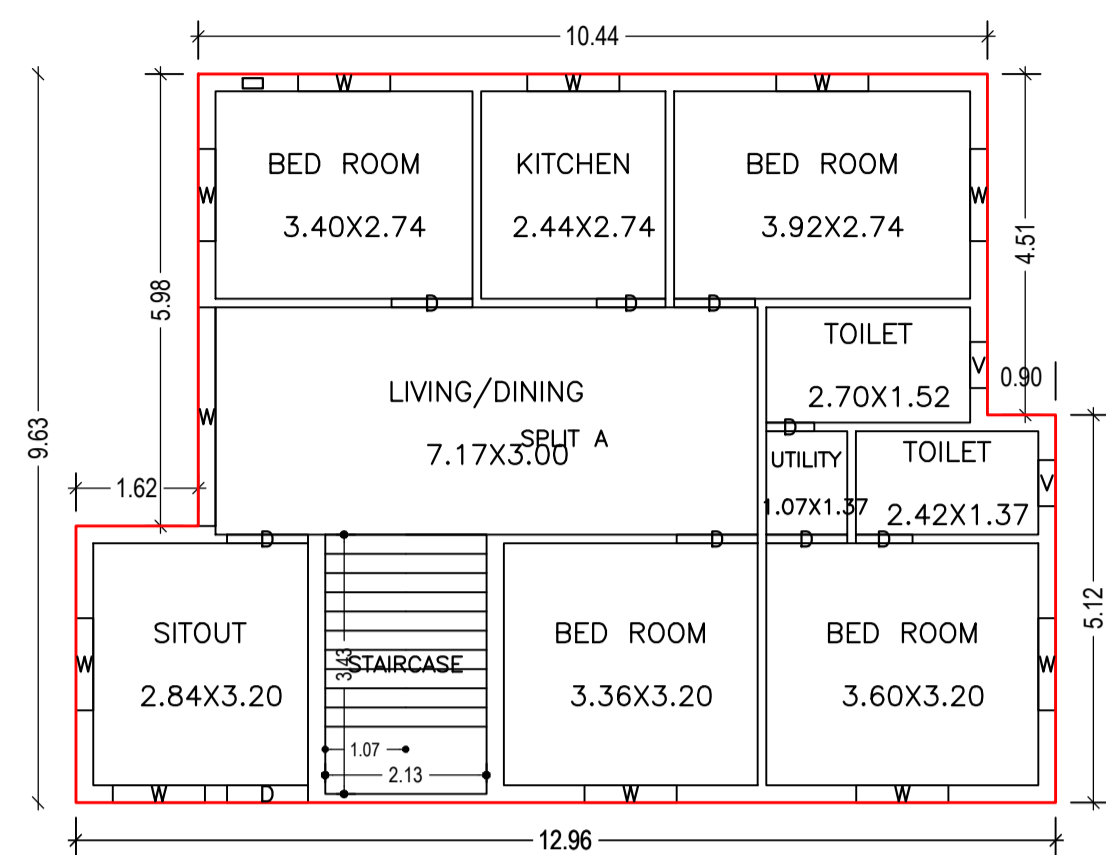 10.44
W W W
BED ROOM KITCHEN BED ROOM
W W
3.40X2.74 2.44X2.74 3.92X2.74
4.51
5.98
D D D
TOILET
V
0.90
2.70X1.52
LIVING/DINING
W
9.63
D
SPLIT A
7.17X3.00
UTILITY TOILET
V
1.62
1.07X1.37 2.42X1.37
D D D D
5.12
SITOUT BED ROOM BED ROOM
3.43
STAIRCASE
W W
2.84X3.20 3.36X3.20 3.60X3.20
1.07
2.13
W D W W
12.96